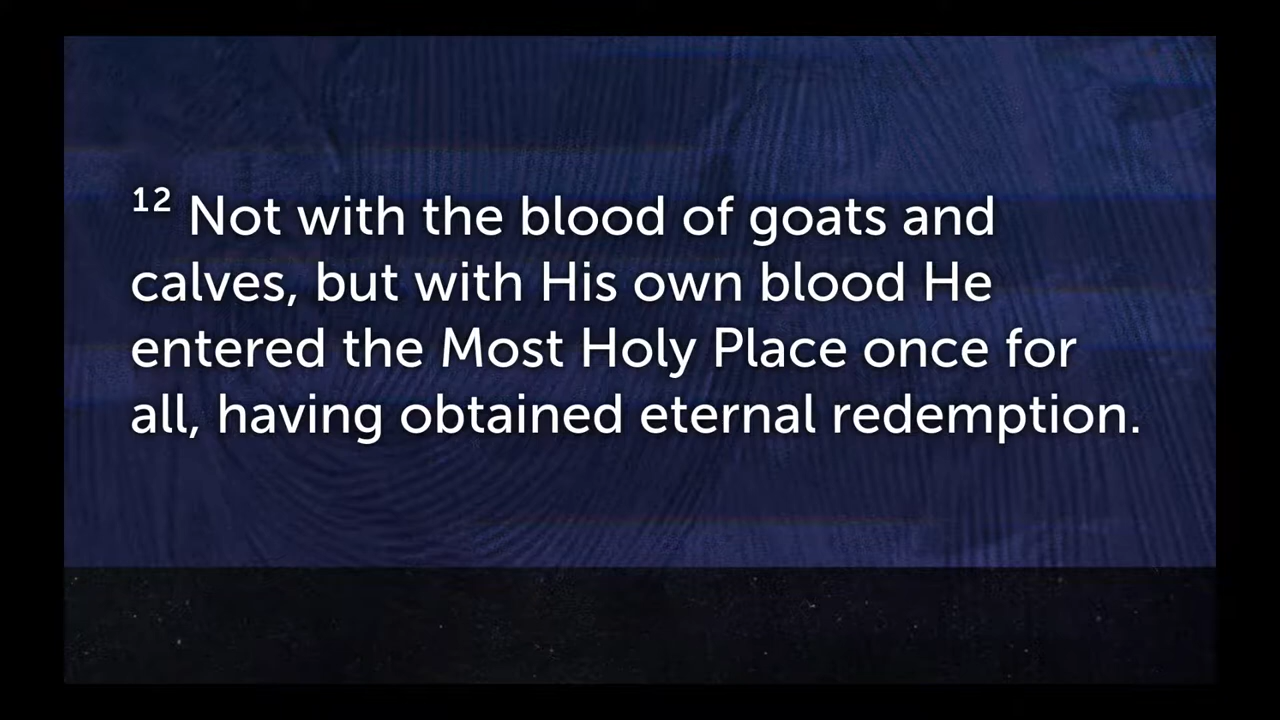 12 Not with the blood of goats and
calves, but with His own blood He
entered the Most Holy Place once for
all, having obtained eternal redemption.